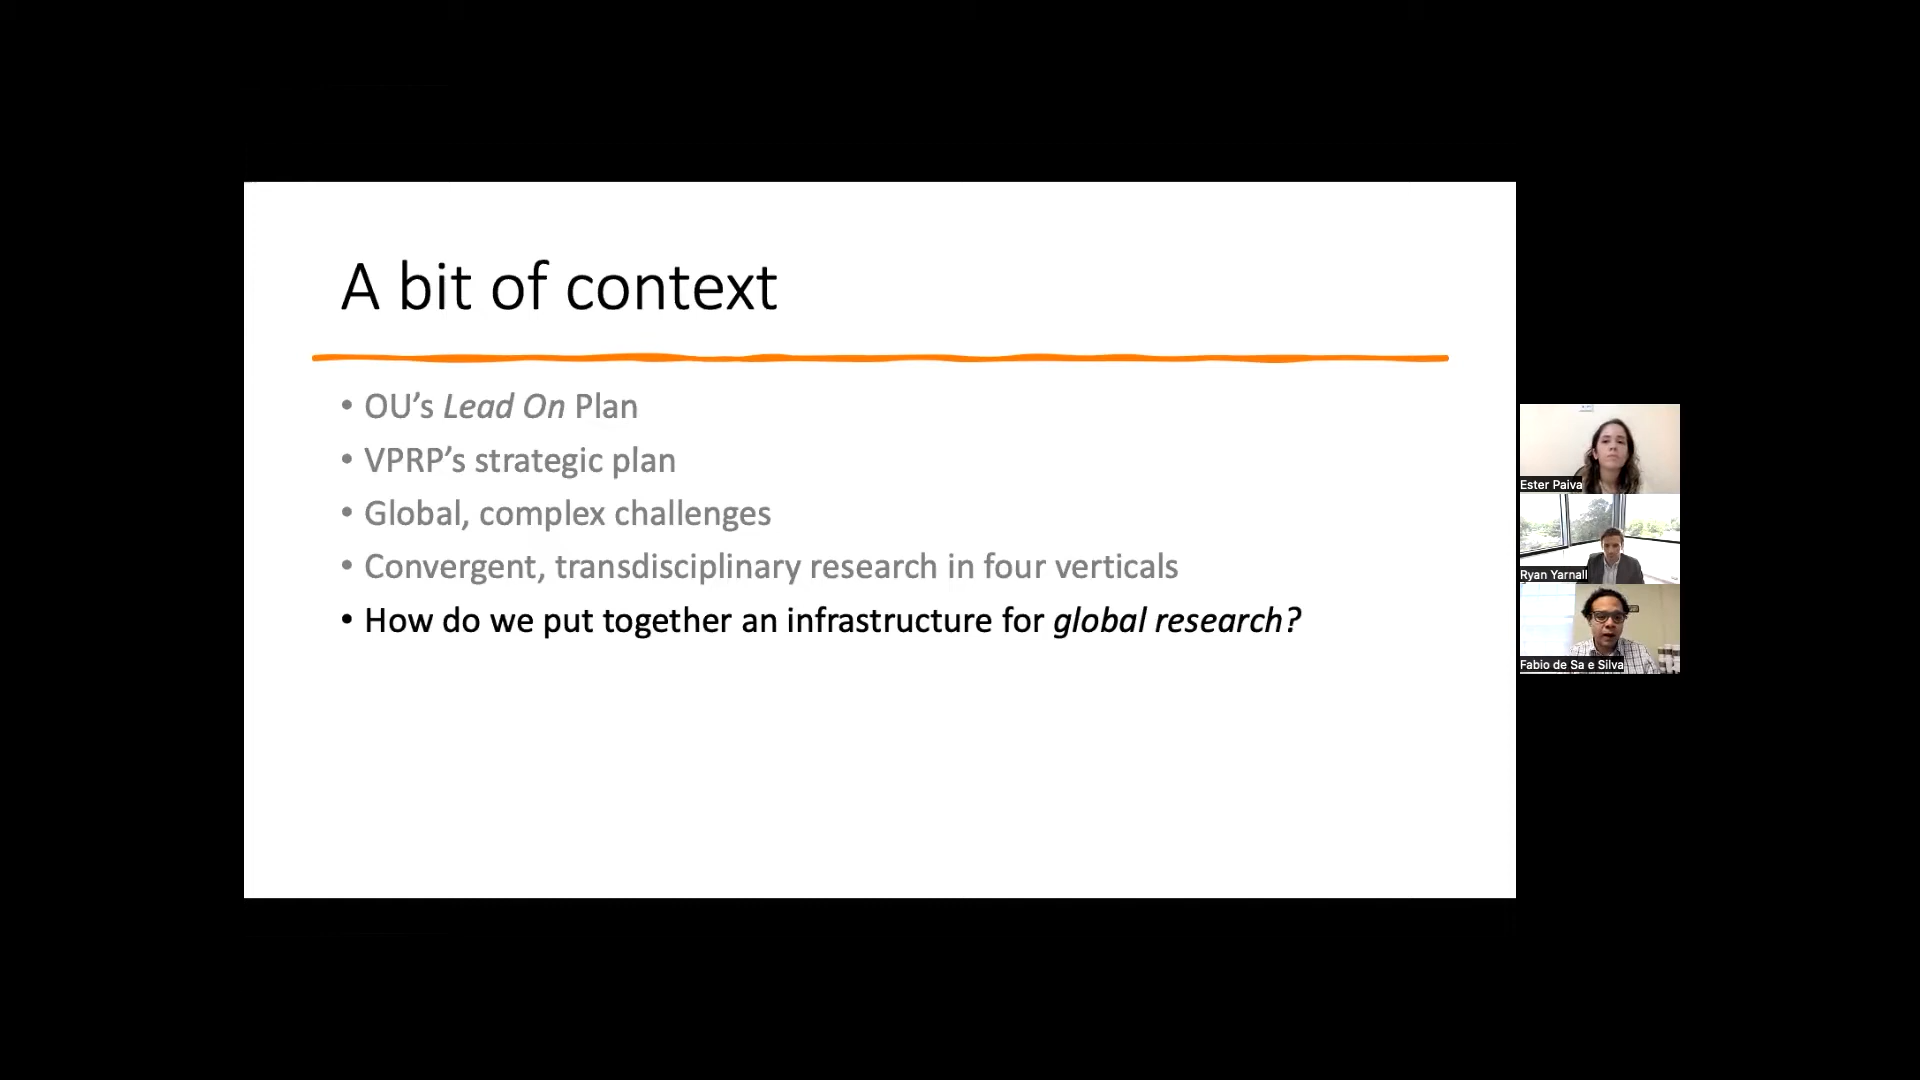 A bit of context
• OU’s Lead On Plan
• VPRP’s strategic plan
• Global, complex challenges
• Convergent, transdisciplinary research in four verticals
• How do we put together an infrastructure for global research?
Ester Paiva
Ryan Yarnall
Fabio de Sa e Silva